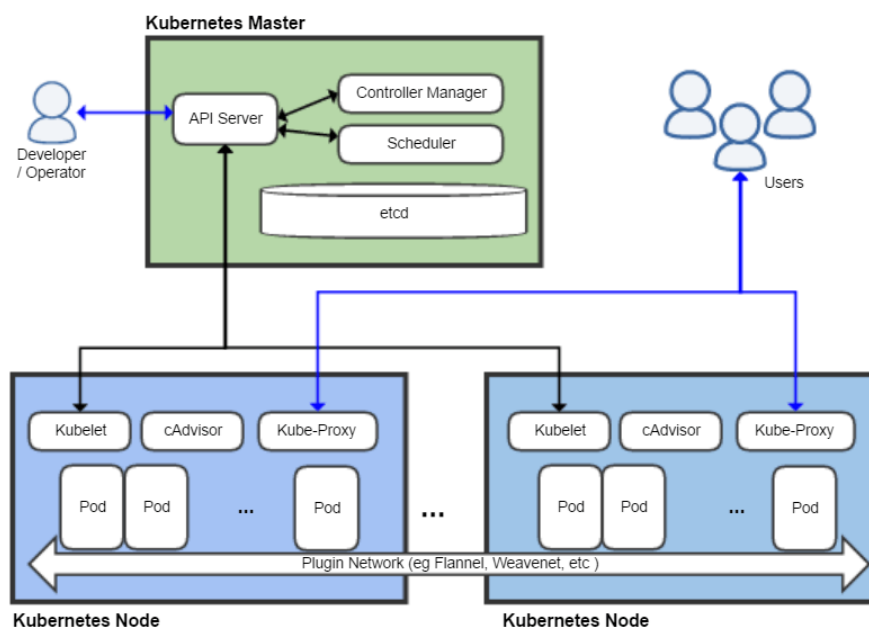 Kubernetes Master
Controller Manager
API Server
Scheduler
etcd
Developer
/ Operator
Users
Kubelet
cAdvisor
Kube-Proxy
Pod
Pod
...
Pod
...
Kubelet
cAdvisor
Kube-Proxy
Pod
Pod
...
Pod
Plugin Network (eg Flannel, Weavenet, etc )
Kubernetes Node
Kubernetes Node